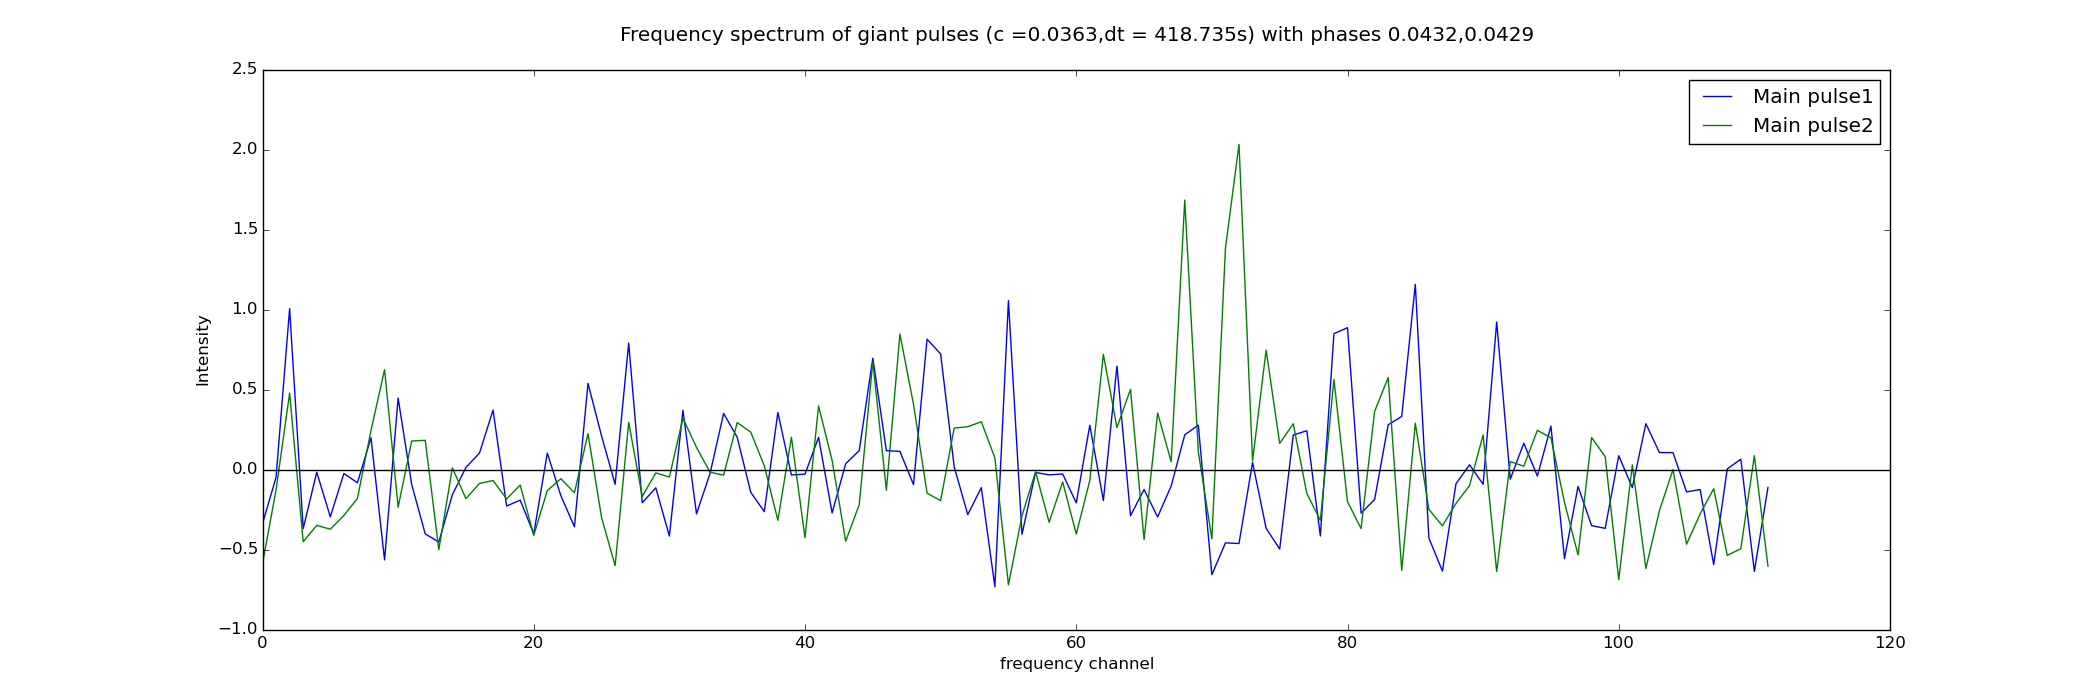 Frequency spectrum of giant pulses (c =0.0363,dt = 418.735s) with phases 0.0432,0.0429
2.5
2.0
1.5
1.0
0.5
0.0
−0.5
−1.0
Intensity
Main pulse1
Main pulse2
0 20 40 60 80 100 120
frequency channel